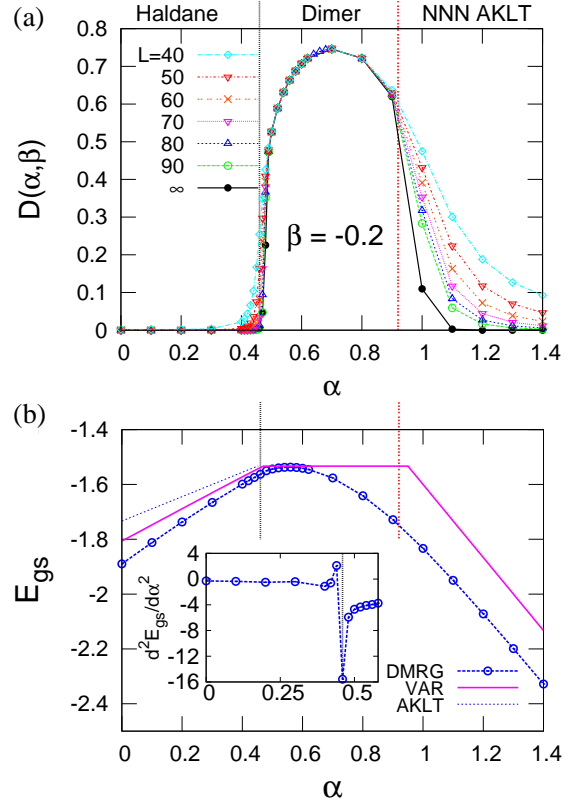 (a)
Haldane Dimer NNN AKLT
0.8
0.7
0.6
0.5
0.4
0.3
0.2
0.1
0
D(α,β)
L=40
50
60
70
80
90
∞
β = -0.2
0 0.2 0.4 0.6 0.8 1 1.2 1.4
α
(b)
-1.4
-1.6
-1.8
-2
-2.2
-2.4
E_gs
4
0
-4
-8
-12
-16
d²E_gs/dα²
0 0.25 0.5
DMRG
VAR
AKLT
0 0.2 0.4 0.6 0.8 1 1.2 1.4
α